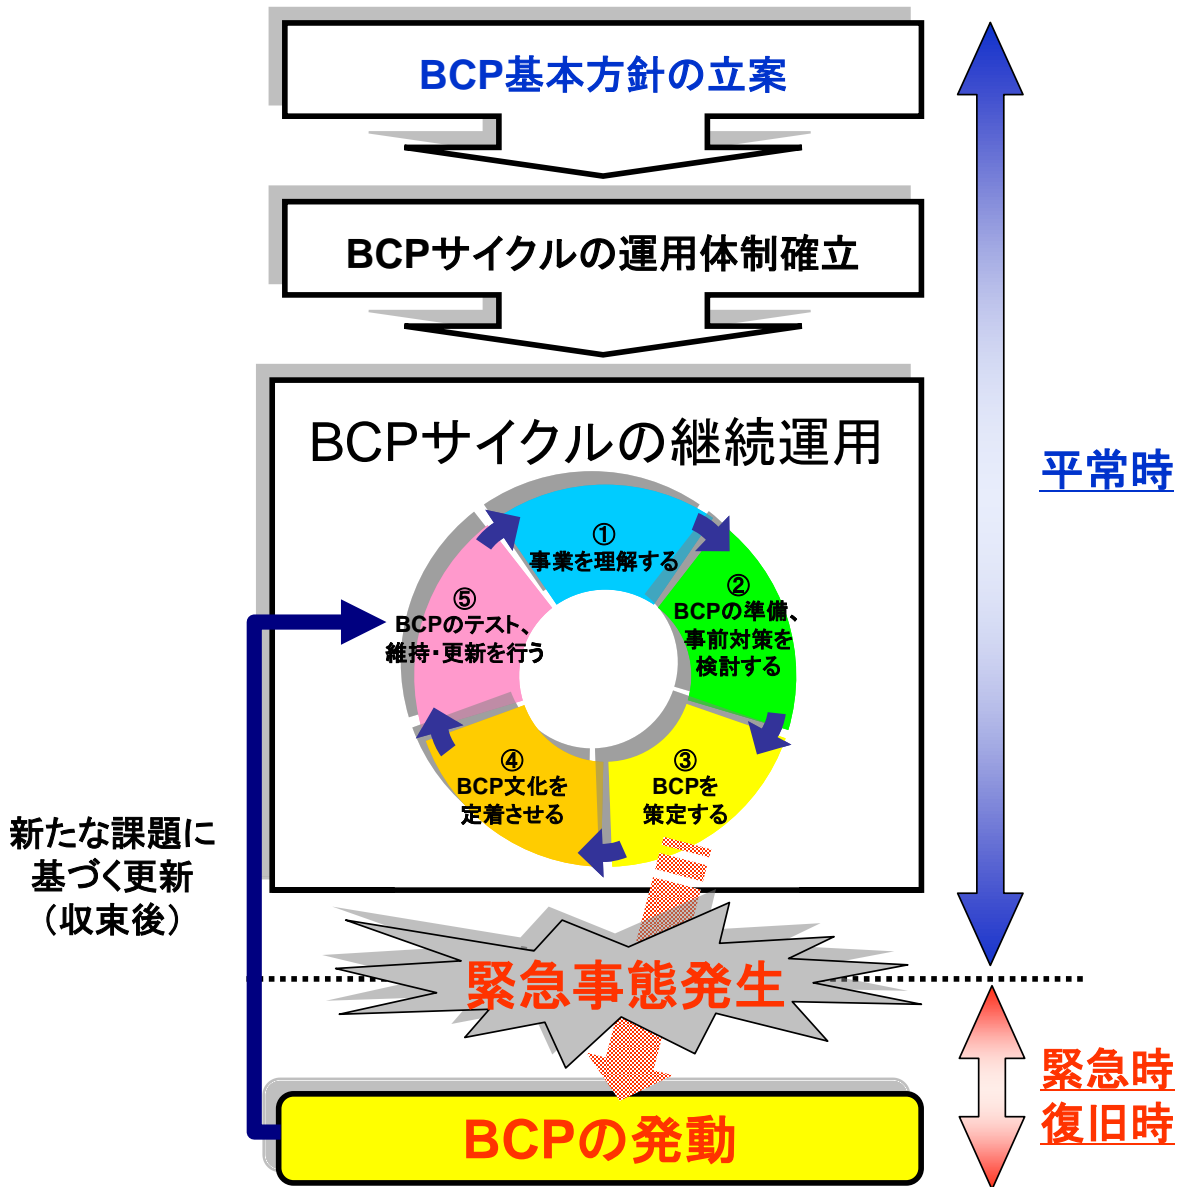 BCP基本方針の立案
BCPサイクルの運用体制確立
BCPサイクルの継続運用
①
事業を理解する
②
BCPの準備、
事前対策を
検討する
③
BCPを
策定する
④
BCP文化を
定着させる
⑤
BCPのテスト、
維持・更新を行う
平常時
新たな課題に
基づく更新
（収束後）
緊急事態発生
緊急時
復旧時
BCPの発動